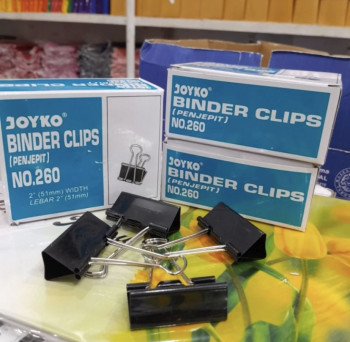 JOYKO®
BINDER CLIPS
[PENJEPIT]
NO.260
2" (51mm) WIDTH
LEBAR 2" (51mm)
JOYKO®
BINDER CLIPS
[PENJEPIT]
NO.260
JOYKO®
BINDER CLIPS
[PENJEPIT]
NO.260